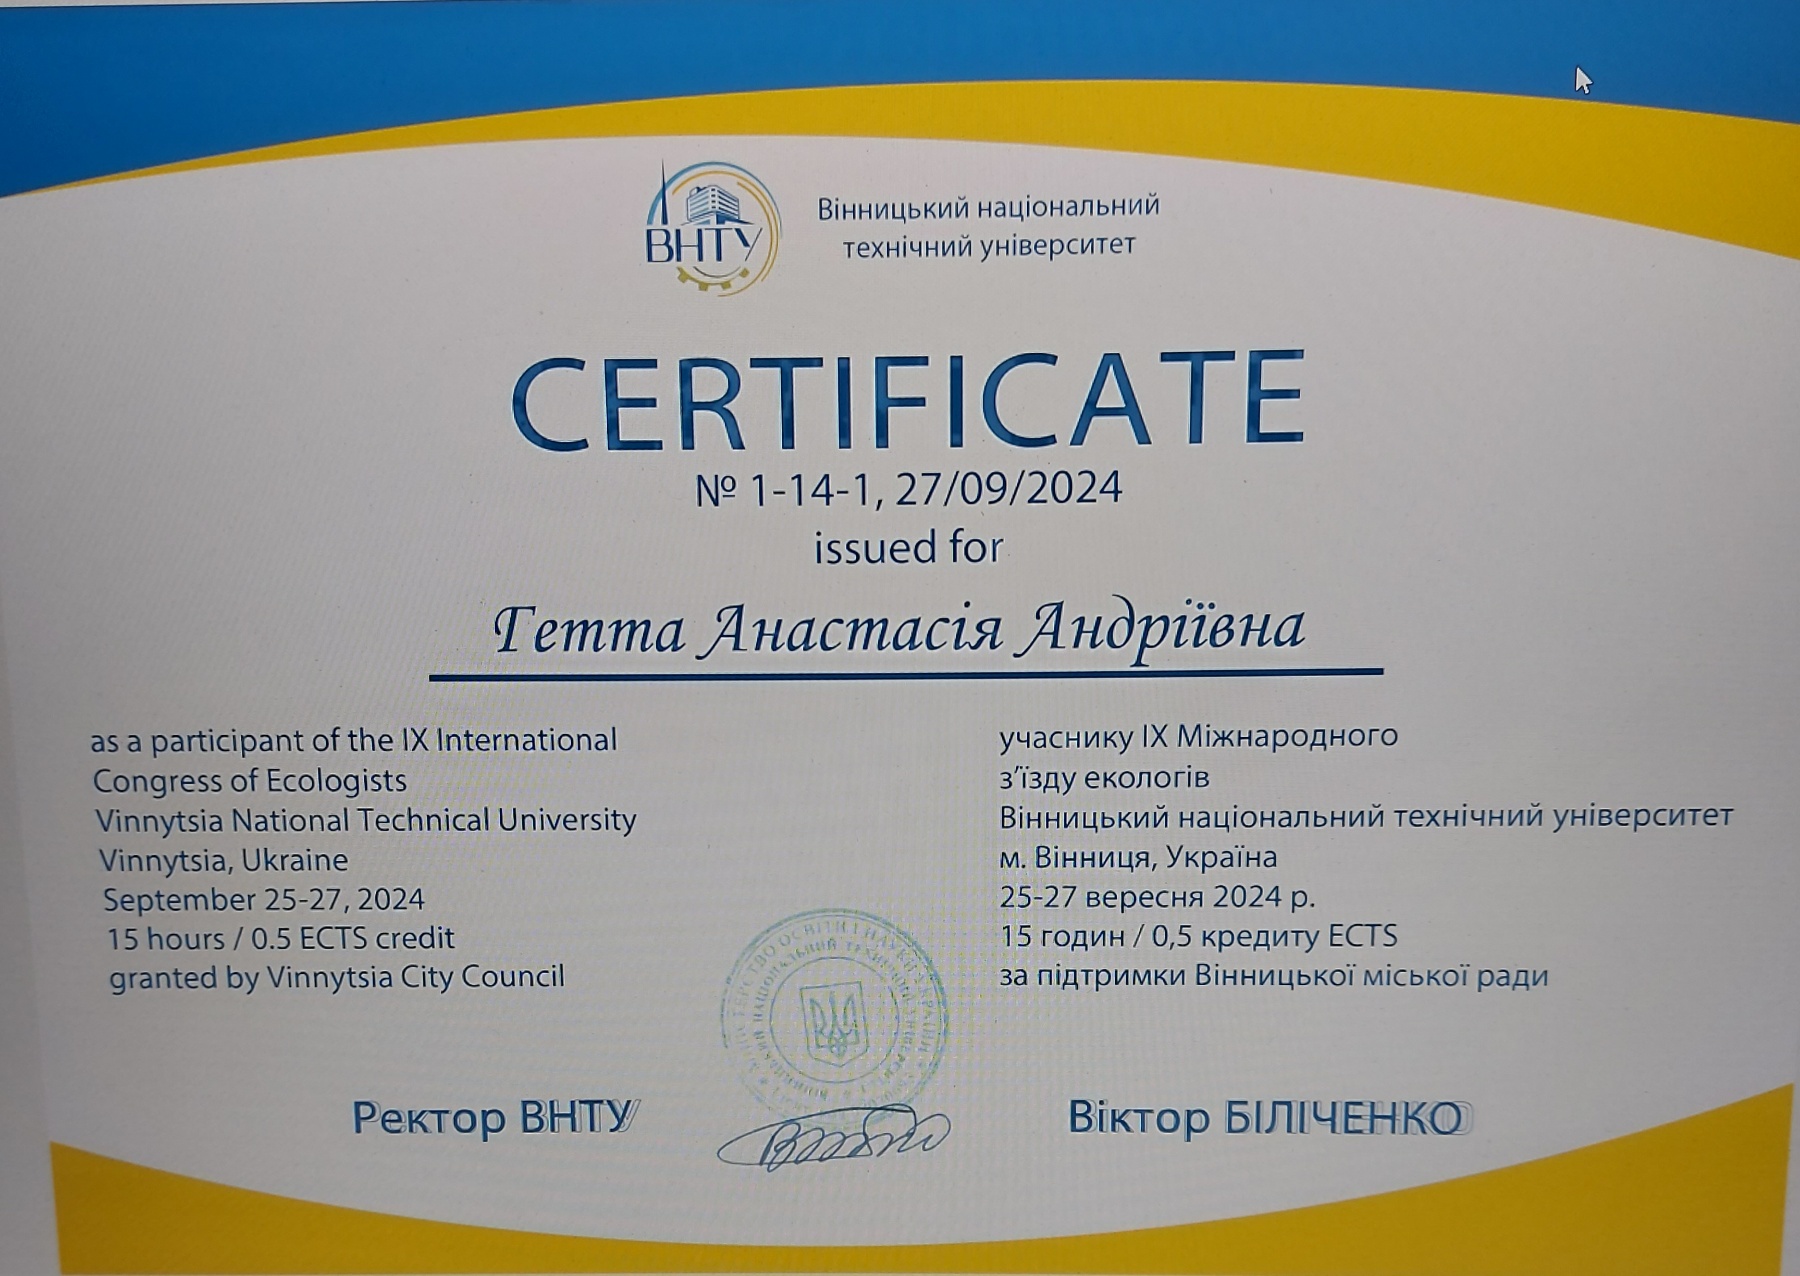 ВНТУ
Вінницький національний
технічний університет
CERTIFICATE
№ 1-14-1, 27/09/2024
issued for
Гетта Анастасія Андріївна
as a participant of the IX International
Congress of Ecologists
Vinnytsia National Technical University
Vinnytsia, Ukraine
September 25-27, 2024
15 hours / 0.5 ECTS credit
granted by Vinnytsia City Council
учаснику IX Міжнародного
з’їзду екологів
Вінницький національний технічний університет
м. Вінниця, Україна
25-27 вересня 2024 р.
15 годин / 0,5 кредиту ECTS
за підтримки Вінницької міської ради
Ректор ВНТУ
Віктор БІЛІЧЕНКО